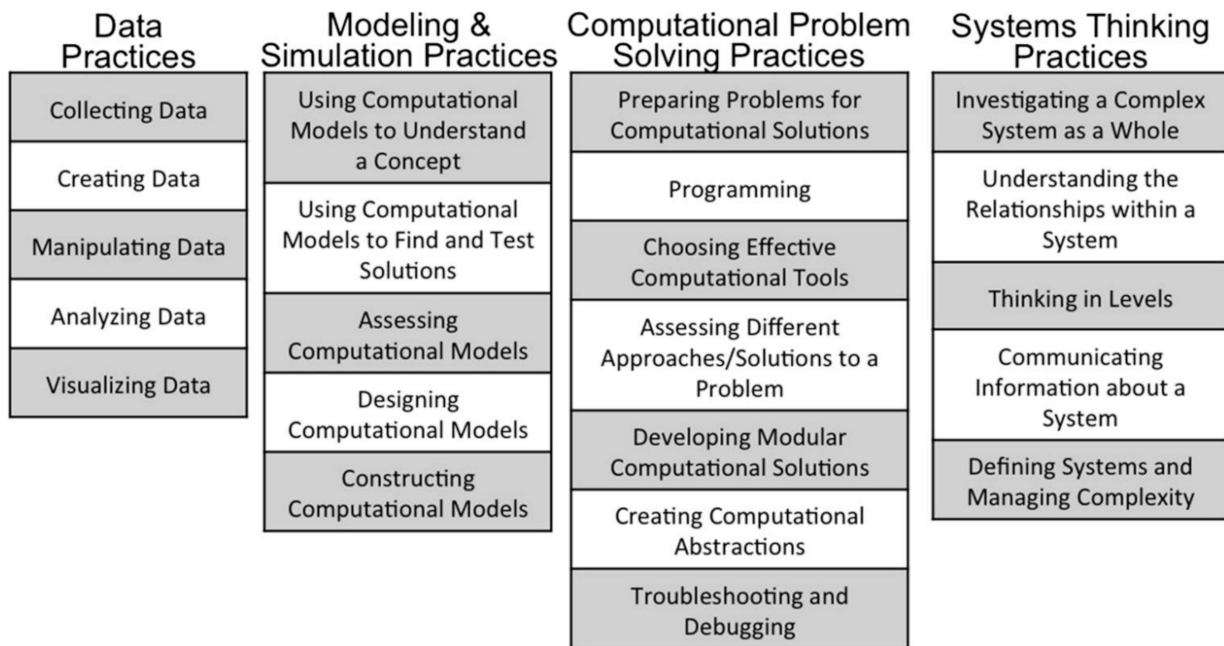 Data
Practices
Collecting Data
Creating Data
Manipulating Data
Analyzing Data
Visualizing Data
Modeling &
Simulation Practices
Using Computational
Models to Understand
a Concept
Using Computational
Models to Find and Test
Solutions
Assessing
Computational Models
Designing
Computational Models
Constructing
Computational Models
Computational Problem
Solving Practices
Preparing Problems for
Computational Solutions
Programming
Choosing Effective
Computational Tools
Assessing Different
Approaches/Solutions to a
Problem
Developing Modular
Computational Solutions
Creating Computational
Abstractions
Troubleshooting and
Debugging
Systems Thinking
Practices
Investigating a Complex
System as a Whole
Understanding the
Relationships within a
System
Thinking in Levels
Communicating
Information about a
System
Defining Systems and
Managing Complexity